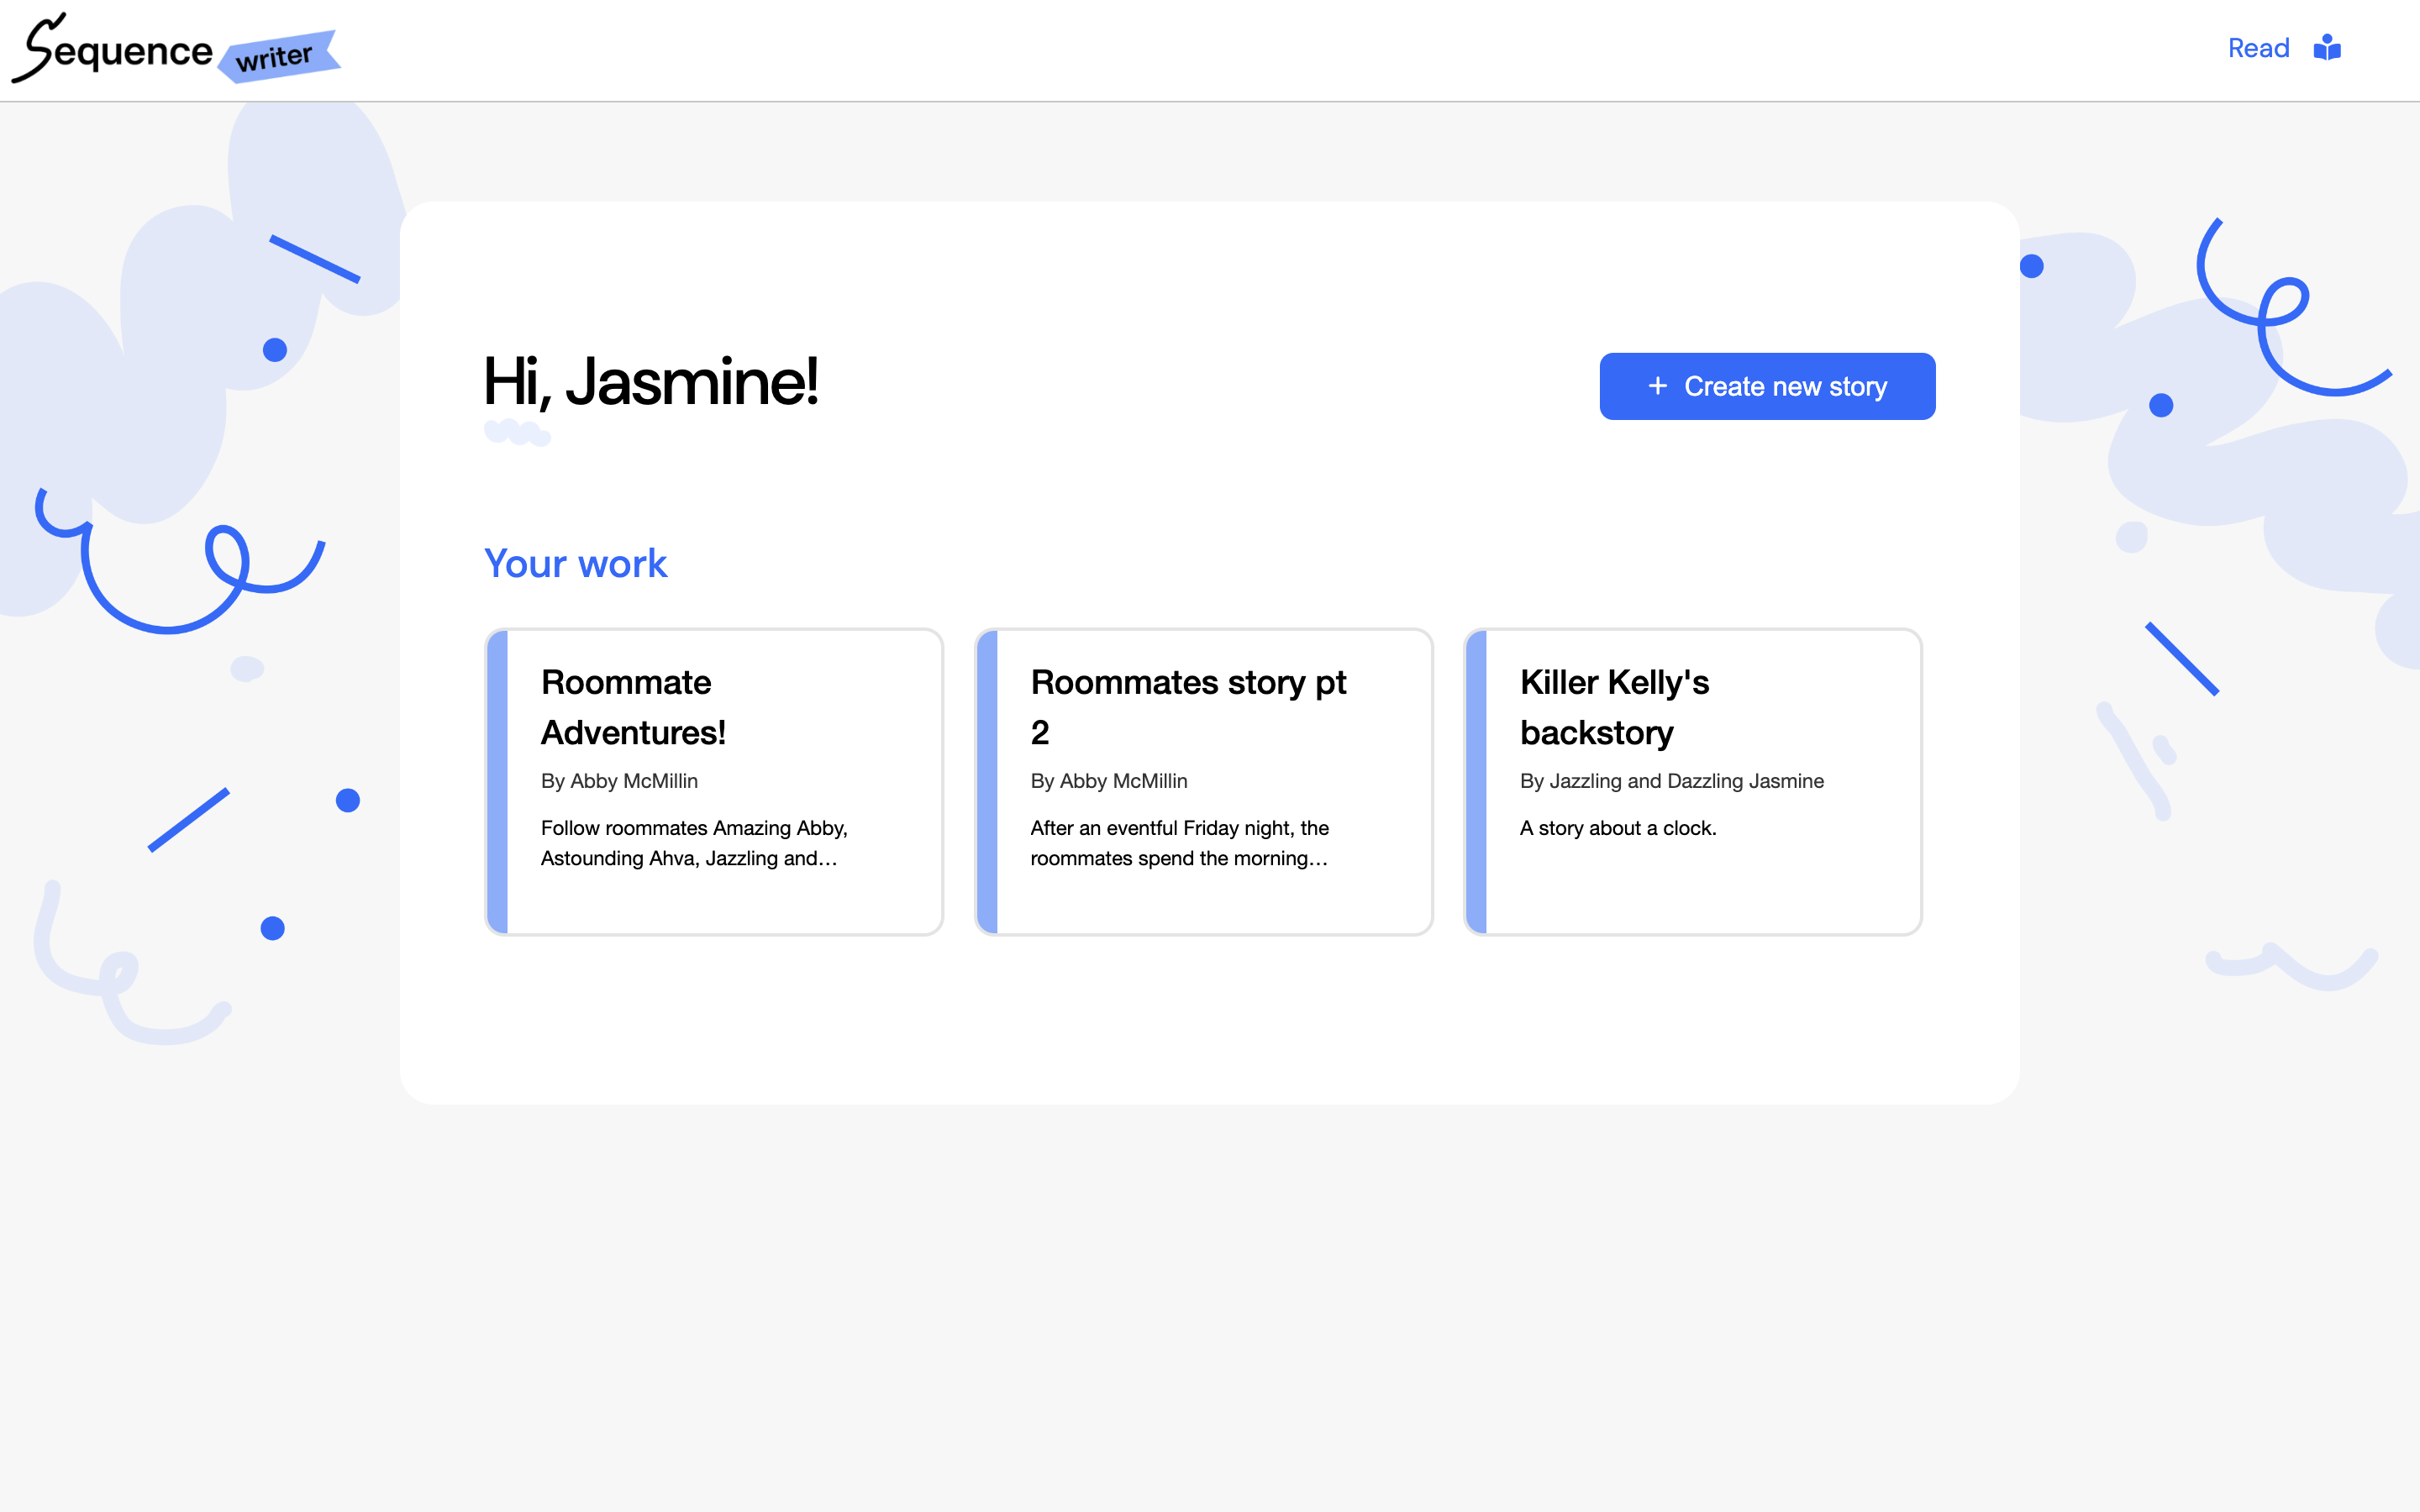 Sequence writer
Read
Hi, Jasmine!
+ Create new story
Your work
Roommate
Adventures!
By Abby McMillin
Follow roommates Amazing Abby,
Astounding Ahva, Jazzling and...
Roommates story pt
2
By Abby McMillin
After an eventful Friday night, the
roommates spend the morning...
Killer Kelly's
backstory
By Jazzling and Dazzling Jasmine
A story about a clock.